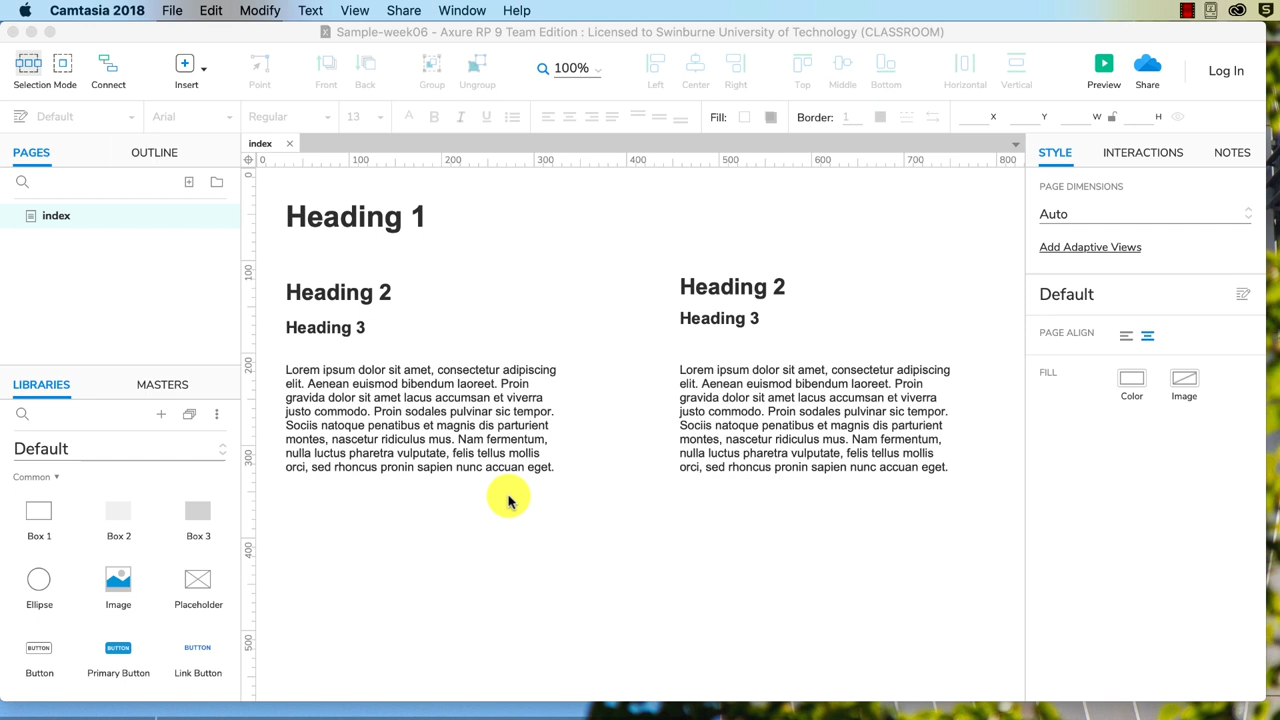 Camtasia 2018 File Edit Modify Text View Share Window Help
Sample-week06 - Axure RP 9 Team Edition : Licensed to Swinburne University of Technology (CLASSROOM)
100%
Log In
Selection Mode Connect Insert Point Front Back Group Ungroup Left Center Right Top Middle Bottom Horizontal Vertical Preview Share
Default Arial Regular 13 Fill: Border: 1 X Y W H
index
PAGES OUTLINE
STYLE INTERACTIONS NOTES
0 100 200 300 400 500 600 700 800
0
100
200
300
400
500
index
Heading 1
Heading 2
Heading 3
Lorem ipsum dolor sit amet, consectetur adipiscing
elit. Aenean euismod bibendum laoreet. Proin
gravida dolor sit amet lacus accumsan et viverra
justo commodo. Proin sodales pulvinar sic tempor.
Sociis natoque penatibus et magnis dis parturient
montes, nascetur ridiculus mus. Nam fermentum,
nulla luctus pharetra vulputate, felis tellus mollis
orci, sed rhoncus pronin sapien nunc accuan eget.
Heading 2
Heading 3
Lorem ipsum dolor sit amet, consectetur adipiscing
elit. Aenean euismod bibendum laoreet. Proin
gravida dolor sit amet lacus accumsan et viverra
justo commodo. Proin sodales pulvinar sic tempor.
Sociis natoque penatibus et magnis dis parturient
montes, nascetur ridiculus mus. Nam fermentum,
nulla luctus pharetra vulputate, felis tellus mollis
orci, sed rhoncus pronin sapien nunc accuan eget.
PAGE DIMENSIONS
Auto
Add Adaptive Views
Default
PAGE ALIGN
FILL
Color Image
LIBRARIES MASTERS
Default
Common
Box 1 Box 2 Box 3
Ellipse Image Placeholder
BUTTON BUTTON BUTTON
Button Primary Button Link Button